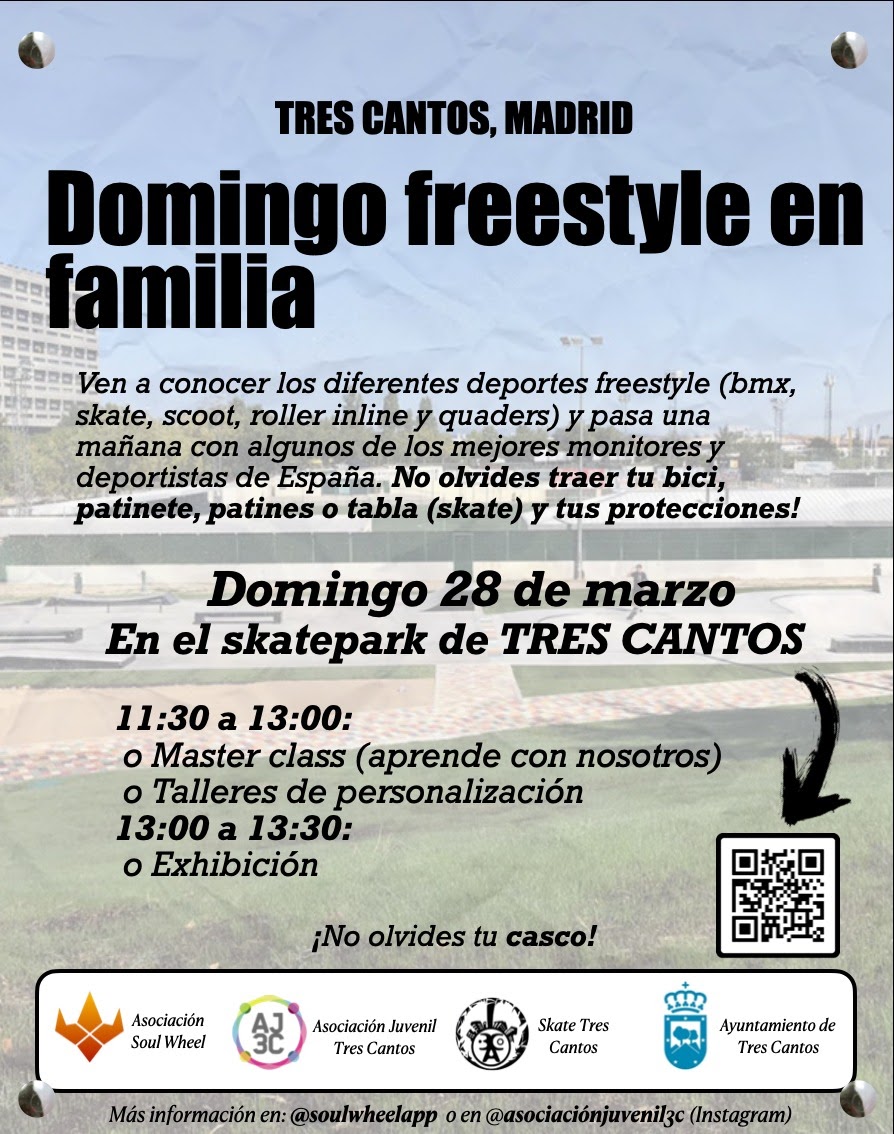 TRES CANTOS, MADRID
Domingo freestyle en
familia
Ven a conocer los diferentes deportes freestyle (bmx,
skate, scoot, roller inline y quaders) y pasa una
mañana con algunos de los mejores monitores y
deportistas de España. No olvides traer tu bici,
patinete, patines o tabla (skate) y tus protecciones!
Domingo 28 de marzo
En el skatepark de TRES CANTOS
11:30 a 13:00:
o Master class (aprende con nosotros)
o Talleres de personalización
13:00 a 13:30:
o Exhibición
¡No olvides tu casco!
Asociación
Soul Wheel
AJ
3C
Asociación Juvenil
Tres Cantos
Skate Tres
Cantos
Ayuntamiento de
Tres Cantos
Más información en: @soulwheelapp o en @asociaciónjuvenil3c (Instagram)